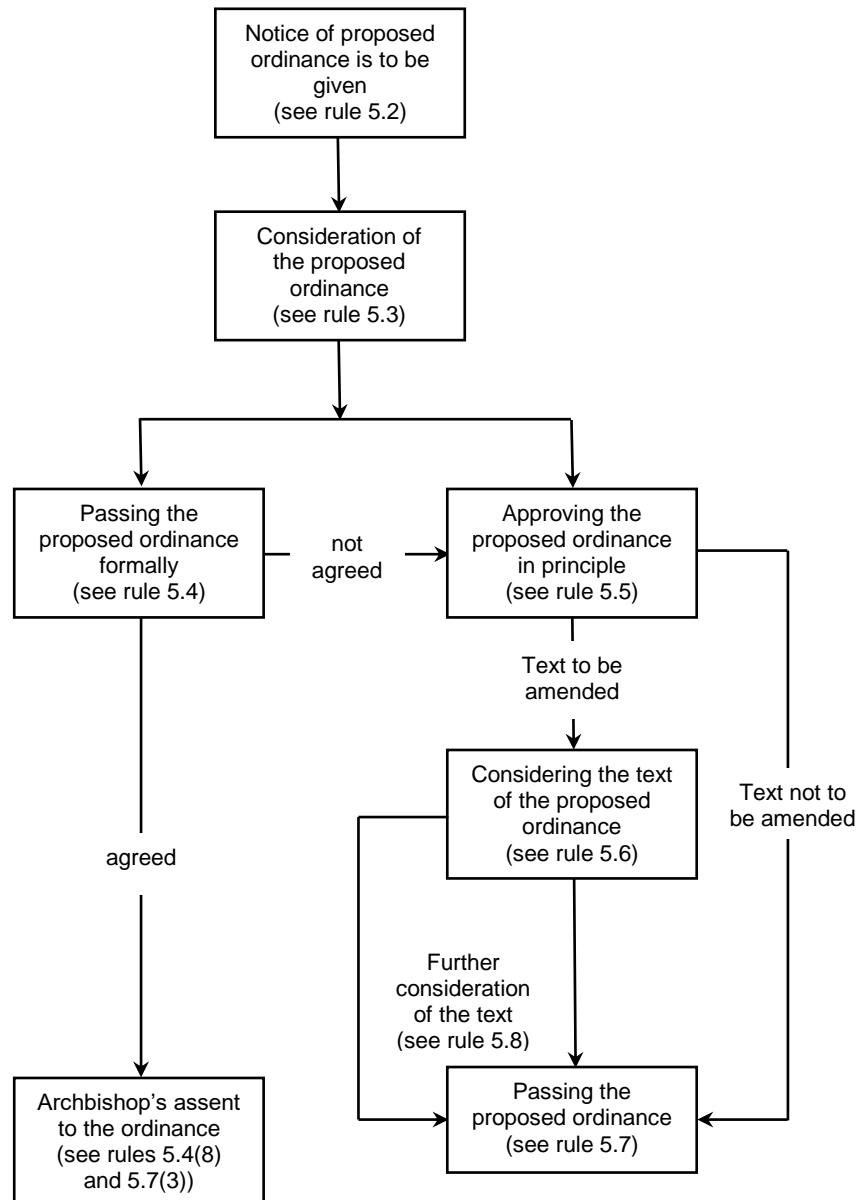 Notice of proposed
ordinance is to be
given
(see rule 5.2)
Consideration of
the proposed
ordinance
(see rule 5.3)
Passing the
proposed ordinance
formally
(see rule 5.4)
not
agreed
Approving the
proposed ordinance
in principle
(see rule 5.5)
Text to be
amended
Considering the text
of the proposed
ordinance
(see rule 5.6)
Text not to
be amended
agreed
Further
consideration
of the text
(see rule 5.8)
Archbishop’s assent
to the ordinance
(see rules 5.4(8)
and 5.7(3))
Passing the
proposed ordinance
(see rule 5.7)